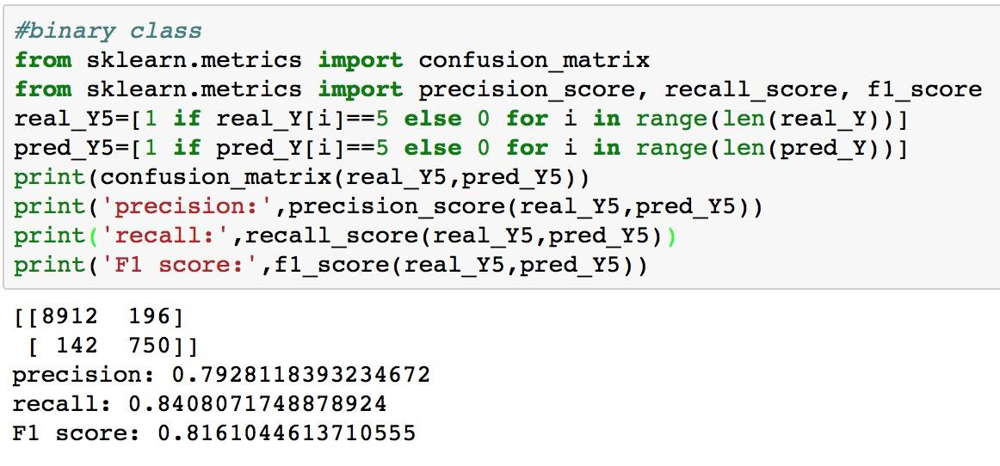 #binary class
from sklearn.metrics import confusion_matrix
from sklearn.metrics import precision_score, recall_score, f1_score
real_Y5=[1 if real_Y[i]==5 else 0 for i in range(len(real_Y))]
pred_Y5=[1 if pred_Y[i]==5 else 0 for i in range(len(pred_Y))]
print(confusion_matrix(real_Y5,pred_Y5))
print('precision:',precision_score(real_Y5,pred_Y5))
print('recall:',recall_score(real_Y5,pred_Y5))
print('F1 score:',f1_score(real_Y5,pred_Y5))
[[8912  196]
 [ 142  750]]
precision: 0.7928118393234672
recall: 0.8408071748878924
F1 score: 0.8161044613710555